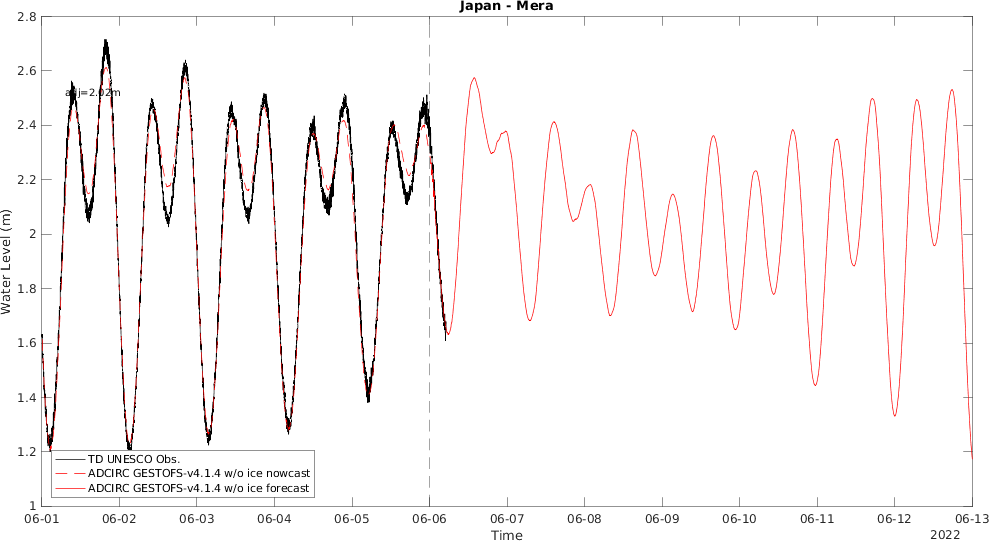 Japan - Mera
2.8
2.6
2.4
2.2
2
1.8
1.6
1.4
1.2
1
Water Level (m)
adj=2.02m
TD UNESCO Obs.
ADCIRC GESTOFS-v4.1.4 w/o ice nowcast
ADCIRC GESTOFS-v4.1.4 w/o ice forecast
06-01 06-02 06-03 06-04 06-05 06-06 06-07 06-08 06-09 06-10 06-11 06-12 06-13
Time
2022